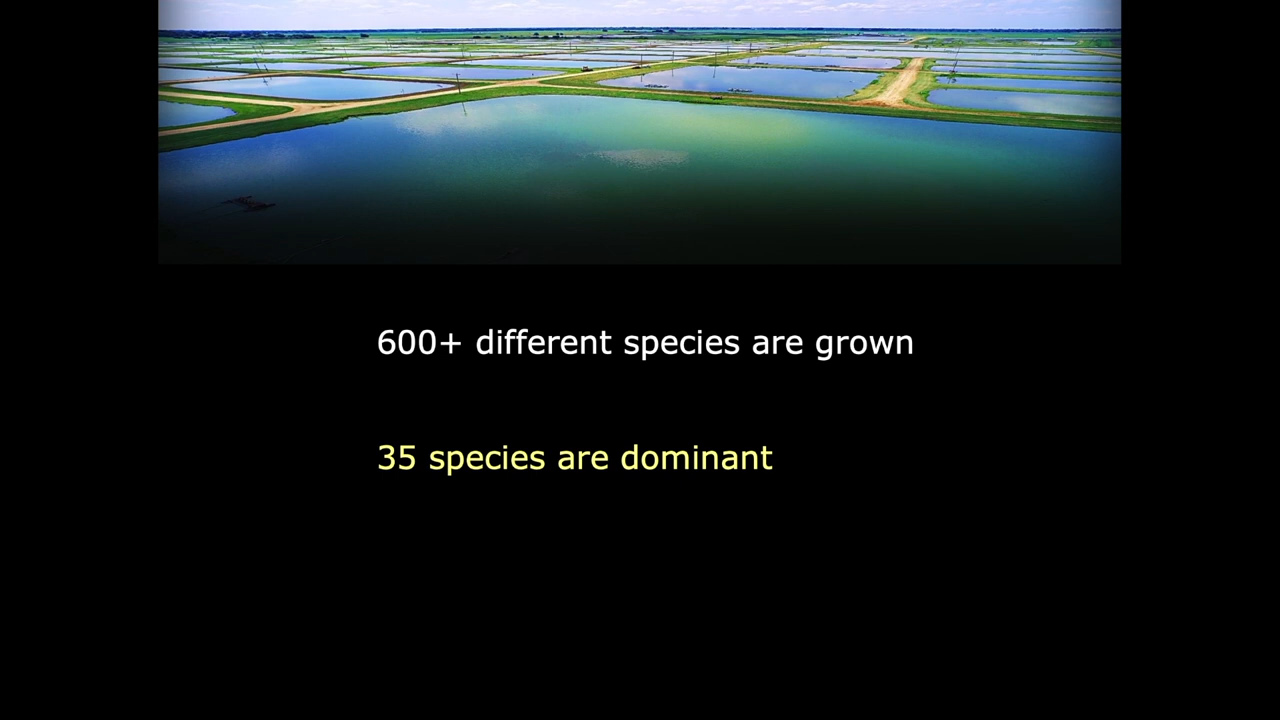 600+ different species are grown
35 species are dominant